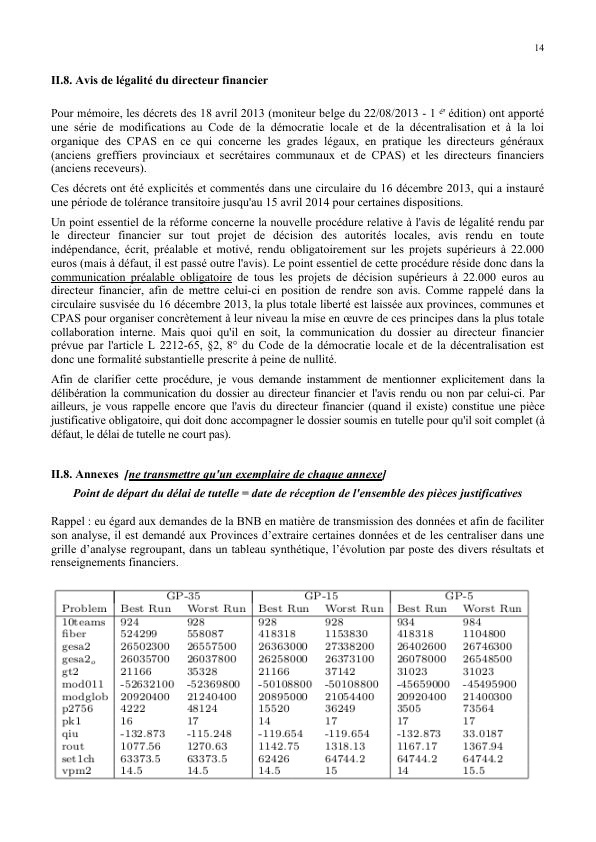 14
II.8. Avis de légalité du directeur financier
Pour mémoire, les décrets des 18 avril 2013 (moniteur belge du 22/08/2013 - 1 er édition) ont apporté
une série de modifications au Code de la démocratie locale et de la décentralisation et à la loi
organique des CPAS en ce qui concerne les grades légaux, en pratique les directeurs généraux
(anciens greffiers provinciaux et secrétaires communaux et de CPAS) et les directeurs financiers
(anciens receveurs).
Ces décrets ont été explicités et commentés dans une circulaire du 16 décembre 2013, qui a instauré
une période de tolérance transitoire jusqu'au 15 avril 2014 pour certaines dispositions.
Un point essentiel de la réforme concerne la nouvelle procédure relative à l'avis de légalité rendu par
le directeur financier sur tout projet de décision des autorités locales, avis rendu en toute
indépendance, écrit, préalable et motivé, rendu obligatoirement sur les projets supérieurs à 22.000
euros (mais à défaut, il est passé outre l'avis). Le point essentiel de cette procédure réside donc dans la
communication préalable obligatoire de tous les projets de décision supérieurs à 22.000 euros au
directeur financier, afin de mettre celui-ci en position de rendre son avis. Comme rappelé dans la
circulaire susvisée du 16 décembre 2013, la plus totale liberté est laissée aux provinces, communes et
CPAS pour organiser concrètement à leur niveau la mise en œuvre de ces principes dans la plus totale
collaboration interne. Mais quoi qu'il en soit, la communication du dossier au directeur financier
prévue par l'article L 2212-65, §2, 8° du Code de la démocratie locale et de la décentralisation est
donc une formalité substantielle prescrite à peine de nullité.
Afin de clarifier cette procédure, je vous demande instamment de mentionner explicitement dans la
délibération la communication du dossier au directeur financier et l'avis rendu ou non par celui-ci. Par
ailleurs, je vous rappelle encore que l'avis du directeur financier (quand il existe) constitue une pièce
justificative obligatoire, qui doit donc accompagner le dossier soumis en tutelle pour qu'il soit complet (à
défaut, le délai de tutelle ne court pas).
II.8. Annexes [ne transmettre qu'un exemplaire de chaque annexe]
Point de départ du délai de tutelle = date de réception de l'ensemble des pièces justificatives
Rappel : eu égard aux demandes de la BNB en matière de transmission des données et afin de faciliter
son analyse, il est demandé aux Provinces d’extraire certaines données et de les centraliser dans une
grille d’analyse regroupant, dans un tableau synthétique, l’évolution par poste des divers résultats et
renseignements financiers.
GP-35 GP-15 GP-5
Problem Best Run Worst Run Best Run Worst Run Best Run Worst Run
10teams 924 928 928 928 934 984
fiber 524299 558087 418318 1153830 418318 1104800
gesa2 26502300 26557500 26363000 27338200 26402600 26746300
gesa2_o 26035700 26037800 26258000 26373100 26078000 26548500
gt2 21166 35328 21166 37142 31023 31023
mod011 -52632100 -52369800 -50108800 -50108800 -45659000 -45495900
modglob 20920400 21240400 20895000 21054400 20920400 21400300
p2756 4222 48124 15520 36249 3505 73564
pk1 16 17 14 17 17 17
qiu -132.873 -115.248 -119.654 -119.654 -132.873 33.0187
rout 1077.56 1270.63 1142.75 1318.13 1167.17 1367.94
set1ch 63373.5 63373.5 62426 64744.2 64744.2 64744.2
vpm2 14.5 14.5 14.5 15 14 15.5